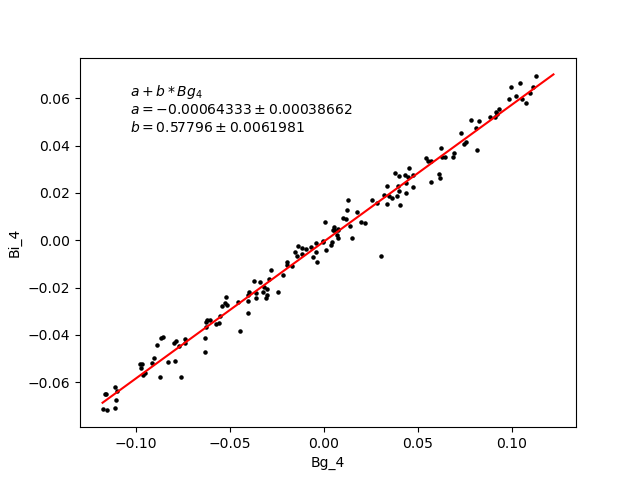 a + b * Bg₄
a = −0.00064333 ± 0.00038662
b = 0.57796 ± 0.0061981
0.06
0.04
0.02
0.00
−0.02
−0.04
−0.06
Bi_4
−0.10 −0.05 0.00 0.05 0.10
Bg_4